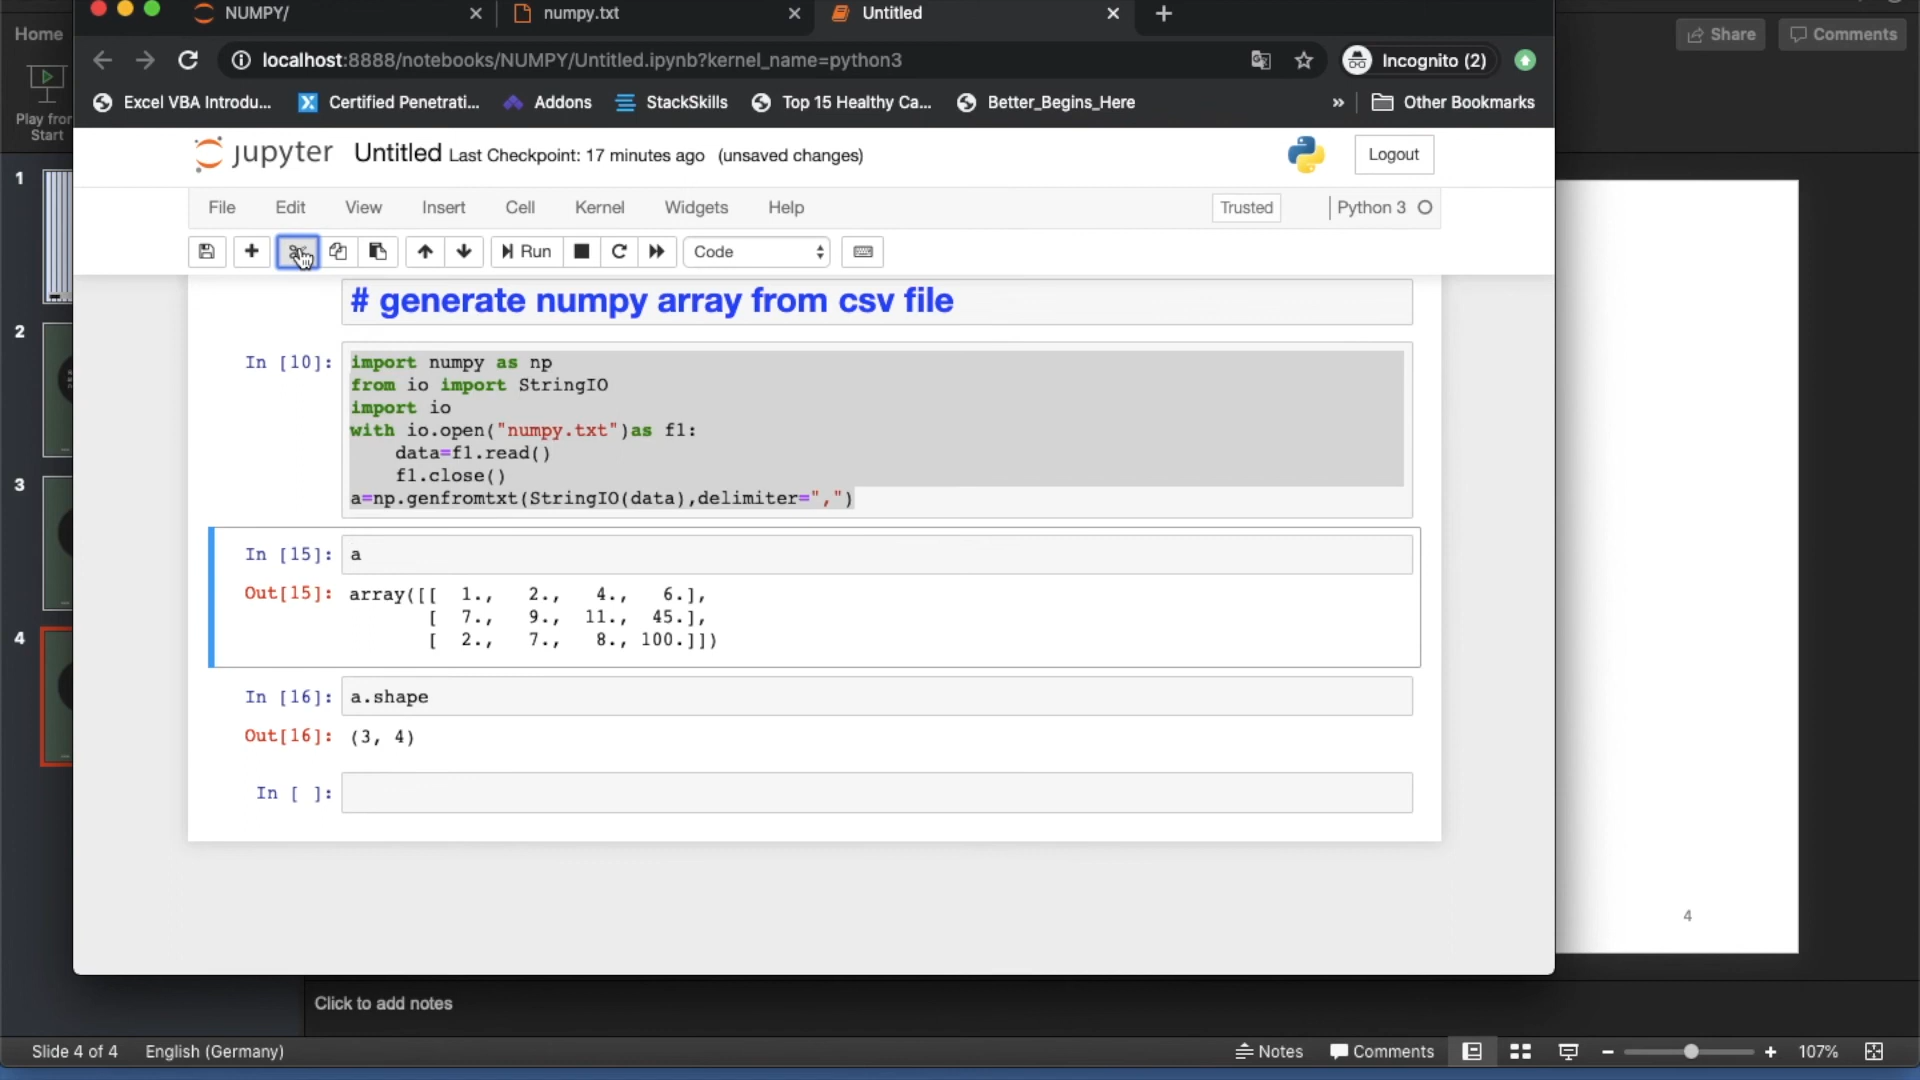 NUMPY/
numpy.txt
Untitled
Home
Share
Comments
localhost:8888/notebooks/NUMPY/Untitled.ipynb?kernel_name=python3
Incognito (2)
Play from
Start
Excel VBA Introdu...
Certified Penetrati...
Addons
StackSkills
Top 15 Healthy Ca...
Better_Begins_Here
»
Other Bookmarks
jupyter
Untitled Last Checkpoint: 17 minutes ago (unsaved changes)
Logout
File
Edit
View
Insert
Cell
Kernel
Widgets
Help
Trusted
Python 3
Run
Code
1
2
3
4
# generate numpy array from csv file
In [10]:
import numpy as np
from io import StringIO
import io
with io.open("numpy.txt")as f1:
data=f1.read()
f1.close()
a=np.genfromtxt(StringIO(data),delimiter=",")
In [15]: a
Out[15]: array([[ 1., 2., 4., 6.],
[ 7., 9., 11., 45.],
[ 2., 7., 8., 100.]])
In [16]: a.shape
Out[16]: (3, 4)
In [ ]:
4
Click to add notes
Slide 4 of 4
English (Germany)
Notes
Comments
107%